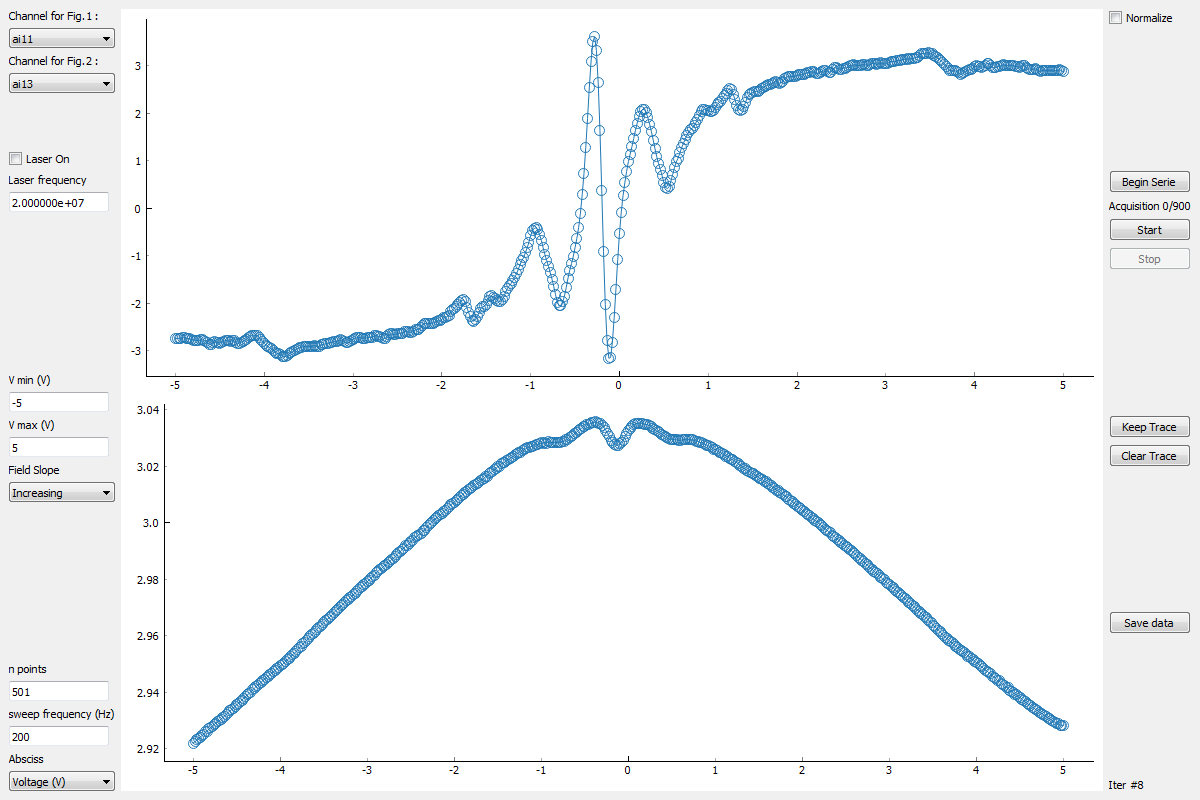 Channel for Fig.1 :
ai11
Channel for Fig.2 :
ai13
Laser On
Laser frequency
2.000000e+07
V min (V)
-5
V max (V)
5
Field Slope
Increasing
n points
501
sweep frequency (Hz)
200
Absciss
Voltage (V)
3
2
1
0
-1
-2
-3
-5 -4 -3 -2 -1 0 1 2 3 4 5
3.04
3.02
3.0
2.98
2.96
2.94
2.92
-5 -4 -3 -2 -1 0 1 2 3 4 5
Normalize
Begin Serie
Acquisition 0/900
Start
Stop
Keep Trace
Clear Trace
Save data
Iter #8